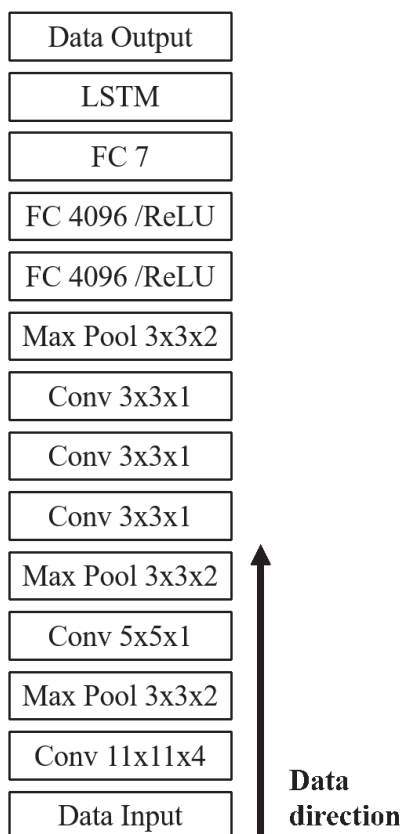 Data Output
LSTM
FC 7
FC 4096 /ReLU
FC 4096 /ReLU
Max Pool 3x3x2
Conv 3x3x1
Conv 3x3x1
Conv 3x3x1
Max Pool 3x3x2
Conv 5x5x1
Max Pool 3x3x2
Conv 11x11x4
Data Input
Data
direction